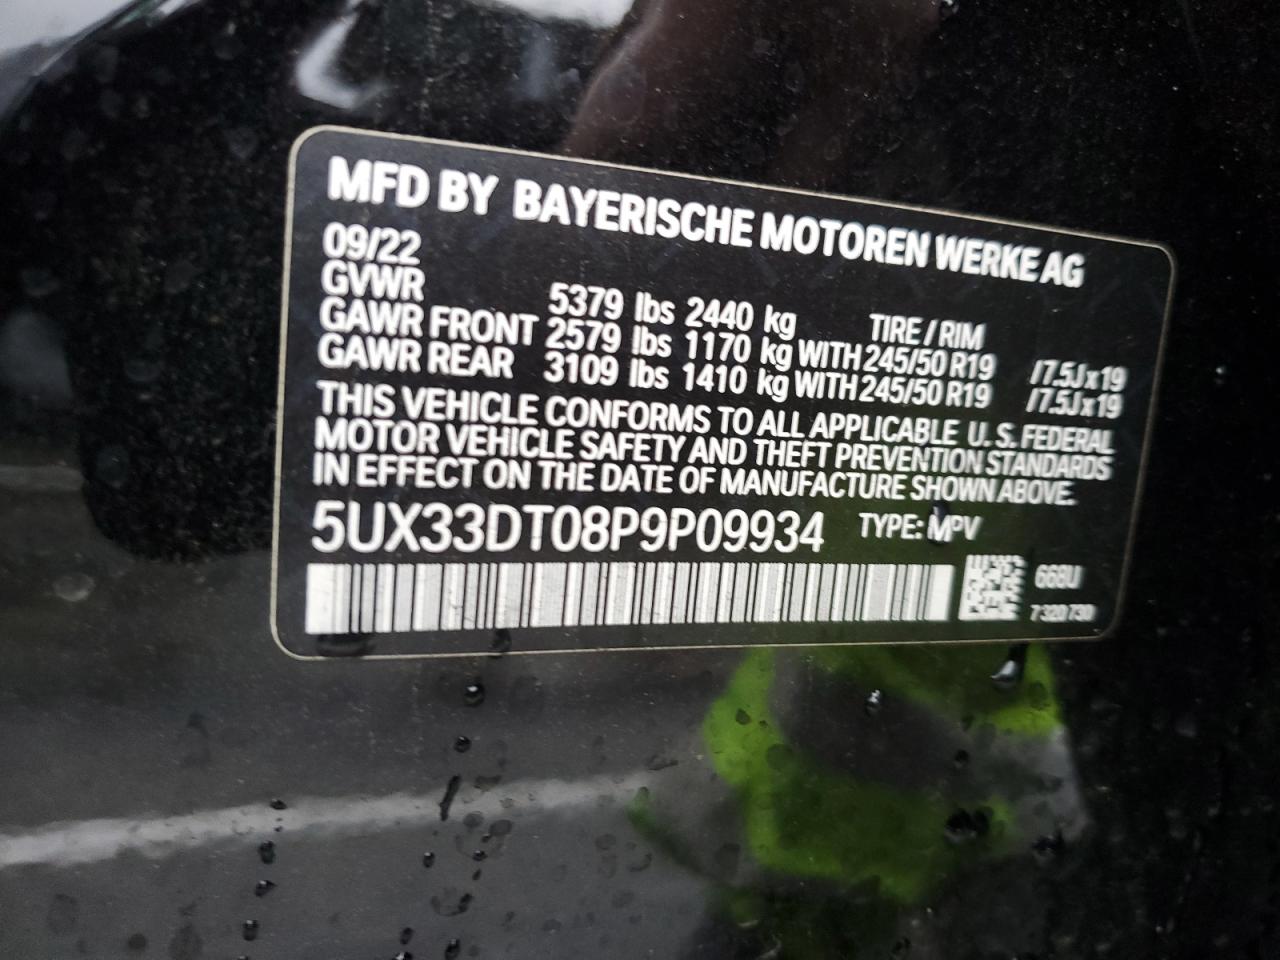 MFD BY BAYERISCHE MOTOREN WERKE AG
09/22
GVWR 5379 lbs 2440 kg TIRE / RIM
GAWR FRONT 2579 lbs 1170 kg WITH 245/50 R19 /7.5Jx19
GAWR REAR 3109 lbs 1410 kg WITH 245/50 R19 /7.5Jx19
THIS VEHICLE CONFORMS TO ALL APPLICABLE U.S. FEDERAL
MOTOR VEHICLE SAFETY AND THEFT PREVENTION STANDARDS
IN EFFECT ON THE DATE OF MANUFACTURE SHOWN ABOVE.
5UX33DT08P9P09934 TYPE: MPV
668U
7320730